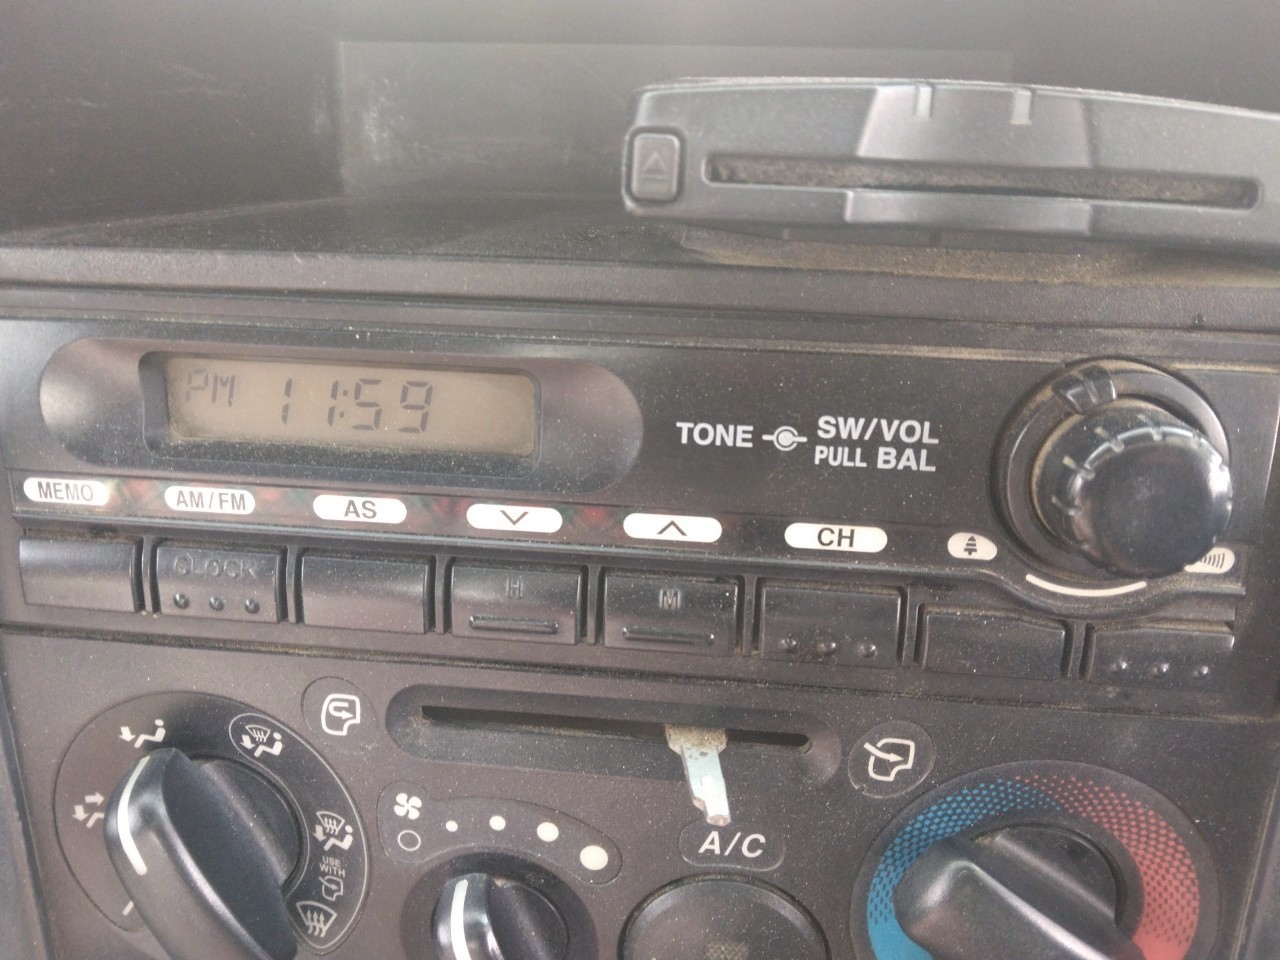 PM 11:59
TONE SW/VOL
PULL BAL
MEMO
AM/FM
AS
CH
CLOCK
H
M
A/C
USE
WITH